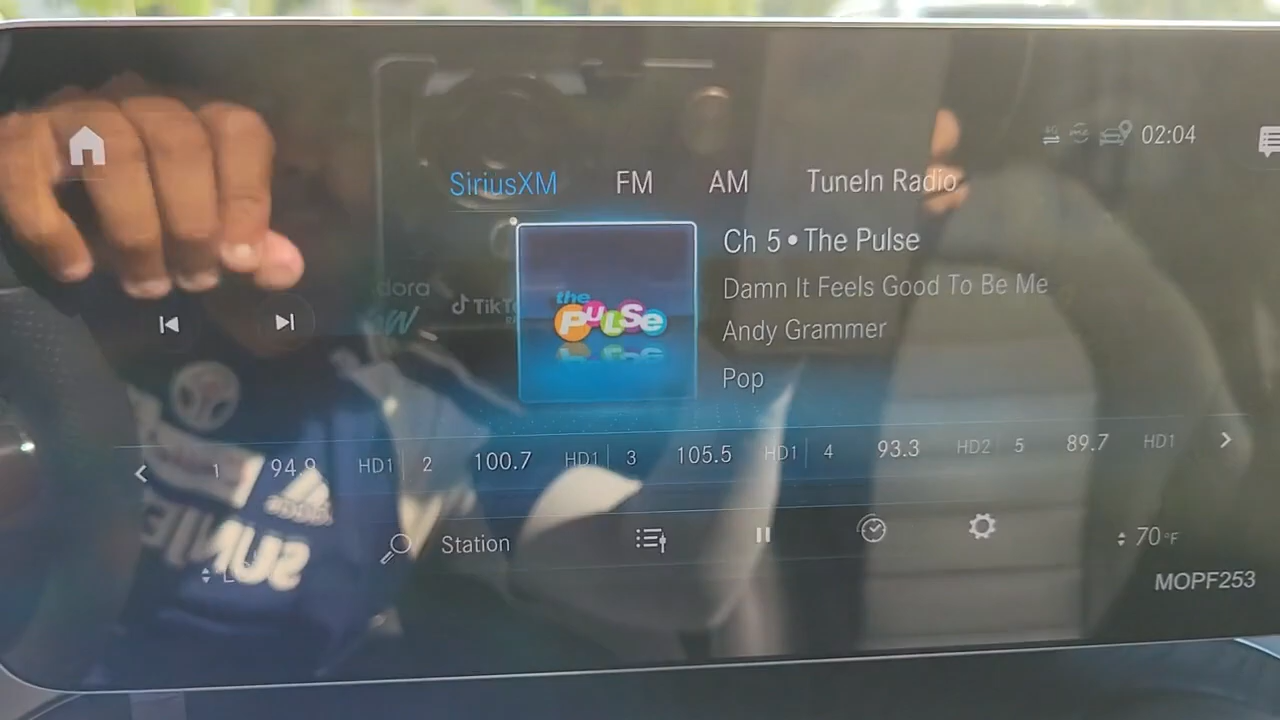 02:04
SiriusXM FM AM TuneIn Radio
Ch 5 • The Pulse
Damn It Feels Good To Be Me
Andy Grammer
Pop
the
PULSE
dora
TikT
1 94.9 HD1 2 100.7 HD1 3 105.5 HD1 4 93.3 HD2 5 89.7 HD1
Station
70°F
MOPF253